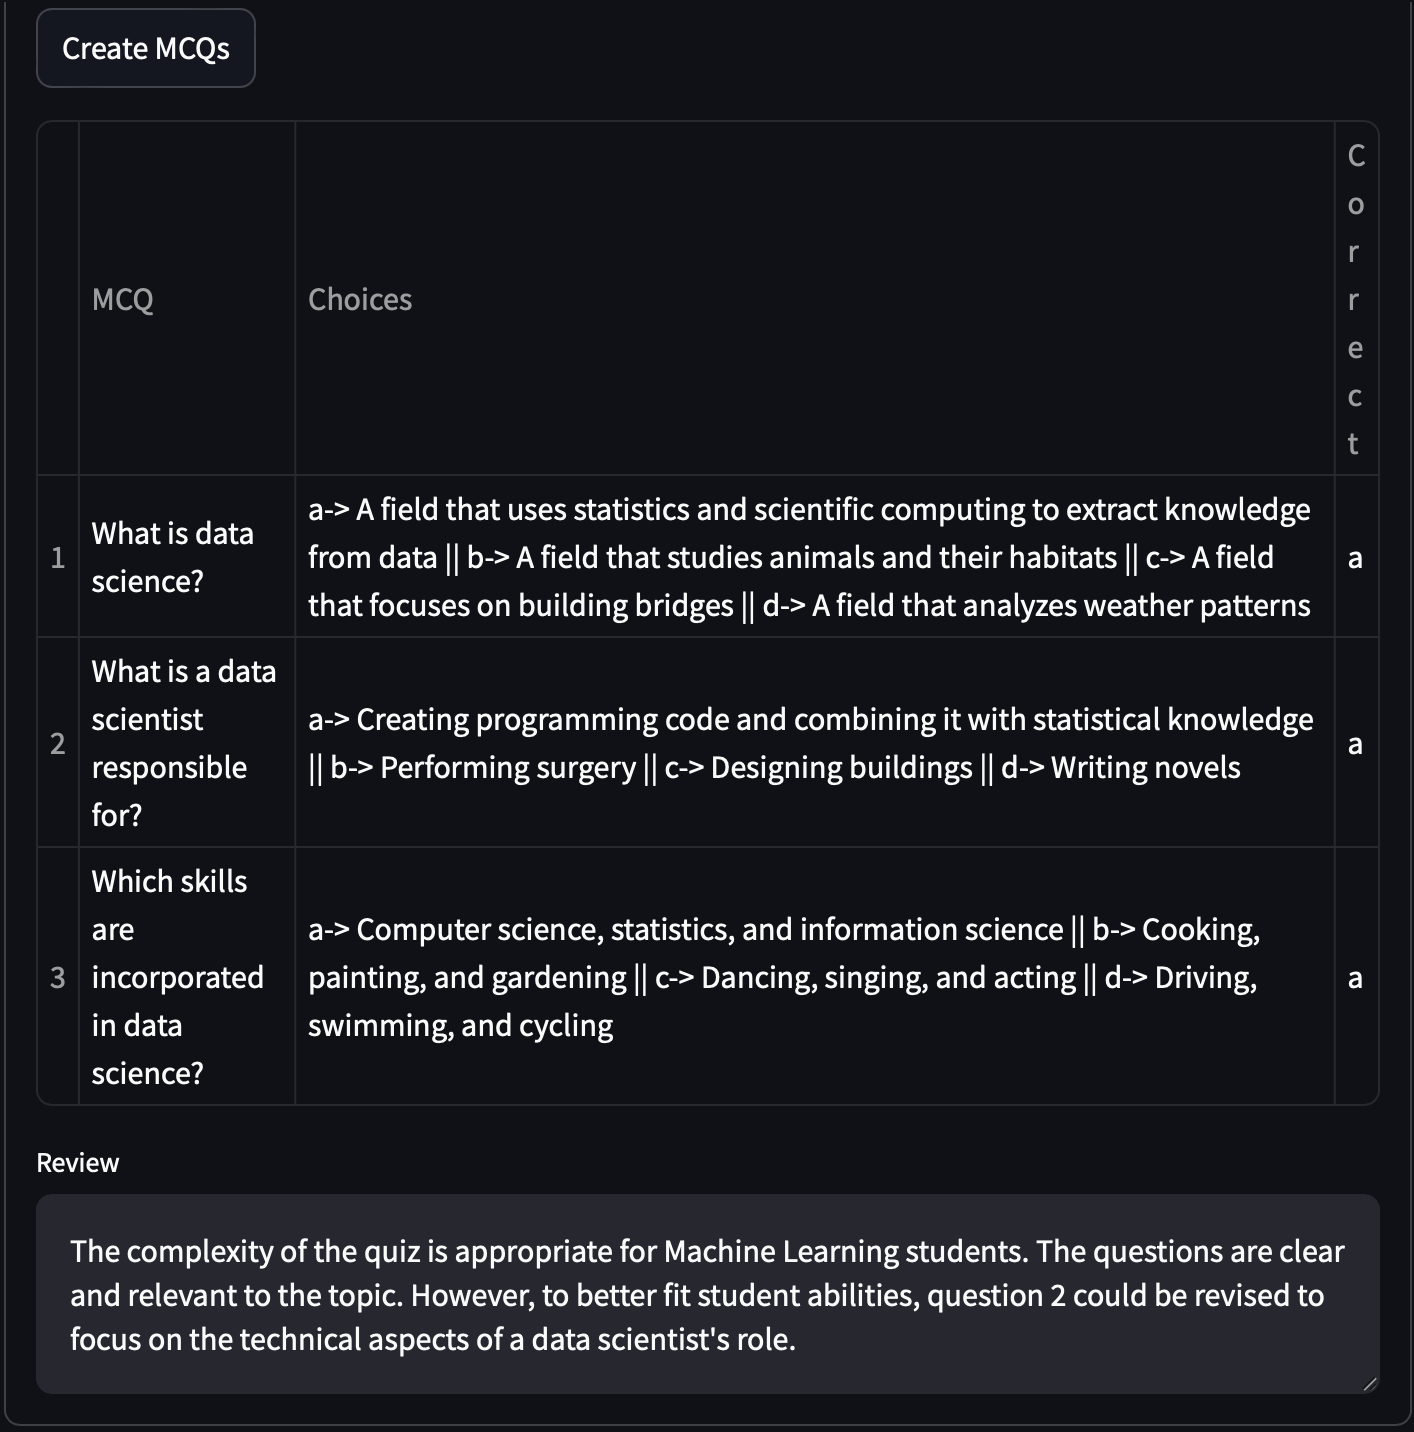 Create MCQs
MCQ
Choices
Correct
1
What is data
science?
a-> A field that uses statistics and scientific computing to extract knowledge
from data || b-> A field that studies animals and their habitats || c-> A field
that focuses on building bridges || d-> A field that analyzes weather patterns
a
2
What is a data
scientist
responsible
for?
a-> Creating programming code and combining it with statistical knowledge
|| b-> Performing surgery || c-> Designing buildings || d-> Writing novels
a
3
Which skills
are
incorporated
in data
science?
a-> Computer science, statistics, and information science || b-> Cooking,
painting, and gardening || c-> Dancing, singing, and acting || d-> Driving,
swimming, and cycling
a
Review
The complexity of the quiz is appropriate for Machine Learning students. The questions are clear
and relevant to the topic. However, to better fit student abilities, question 2 could be revised to
focus on the technical aspects of a data scientist's role.